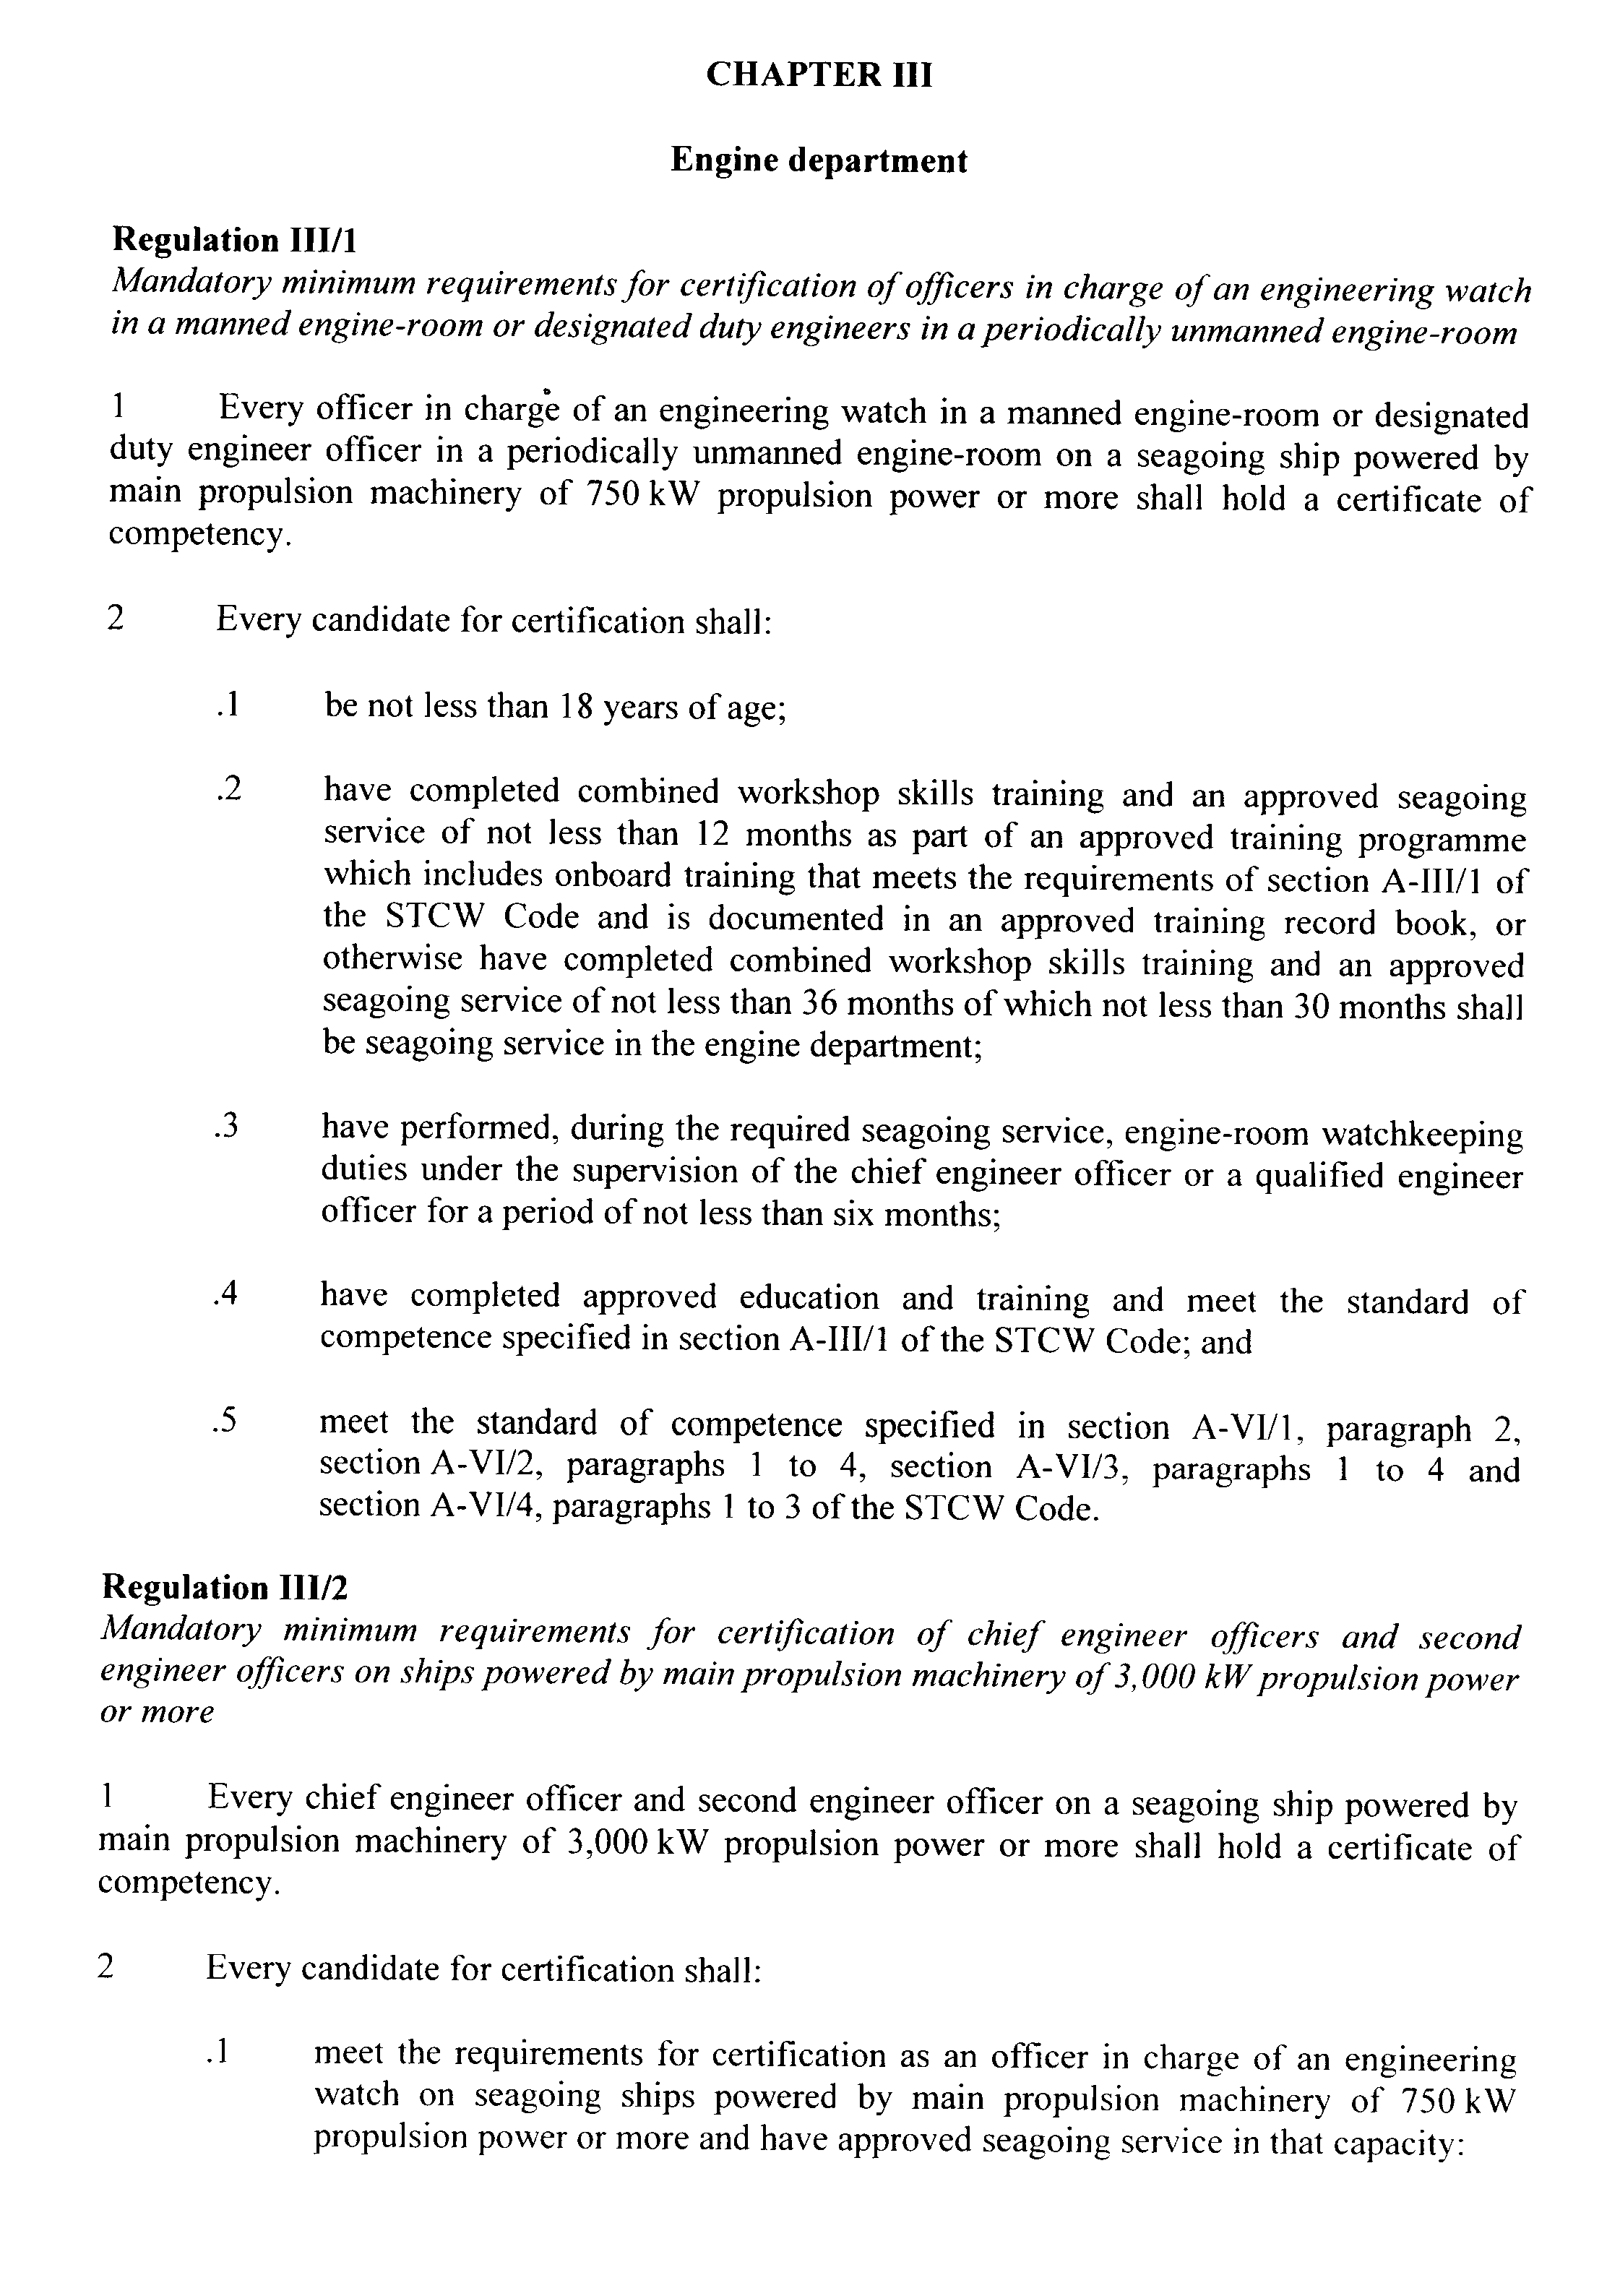 CHAPTER III
Engine department
Regulation III/1
Mandatory minimum requirements for certification of officers in charge of an engineering watch
in a manned engine-room or designated duty engineers in a periodically unmanned engine-room
1 Every officer in charge of an engineering watch in a manned engine-room or designated
duty engineer officer in a periodically unmanned engine-room on a seagoing ship powered by
main propulsion machinery of 750 kW propulsion power or more shall hold a certificate of
competency.
2 Every candidate for certification shall:
.1 be not less than 18 years of age;
.2 have completed combined workshop skills training and an approved seagoing
service of not less than 12 months as part of an approved training programme
which includes onboard training that meets the requirements of section A-III/1 of
the STCW Code and is documented in an approved training record book, or
otherwise have completed combined workshop skills training and an approved
seagoing service of not less than 36 months of which not less than 30 months shall
be seagoing service in the engine department;
.3 have performed, during the required seagoing service, engine-room watchkeeping
duties under the supervision of the chief engineer officer or a qualified engineer
officer for a period of not less than six months;
.4 have completed approved education and training and meet the standard of
competence specified in section A-III/1 of the STCW Code; and
.5 meet the standard of competence specified in section A-VI/1, paragraph 2,
section A-VI/2, paragraphs 1 to 4, section A-VI/3, paragraphs 1 to 4 and
section A-VI/4, paragraphs 1 to 3 of the STCW Code.
Regulation III/2
Mandatory minimum requirements for certification of chief engineer officers and second
engineer officers on ships powered by main propulsion machinery of 3,000 kW propulsion power
or more
1 Every chief engineer officer and second engineer officer on a seagoing ship powered by
main propulsion machinery of 3,000 kW propulsion power or more shall hold a certificate of
competency.
2 Every candidate for certification shall:
.1 meet the requirements for certification as an officer in charge of an engineering
watch on seagoing ships powered by main propulsion machinery of 750 kW
propulsion power or more and have approved seagoing service in that capacity: